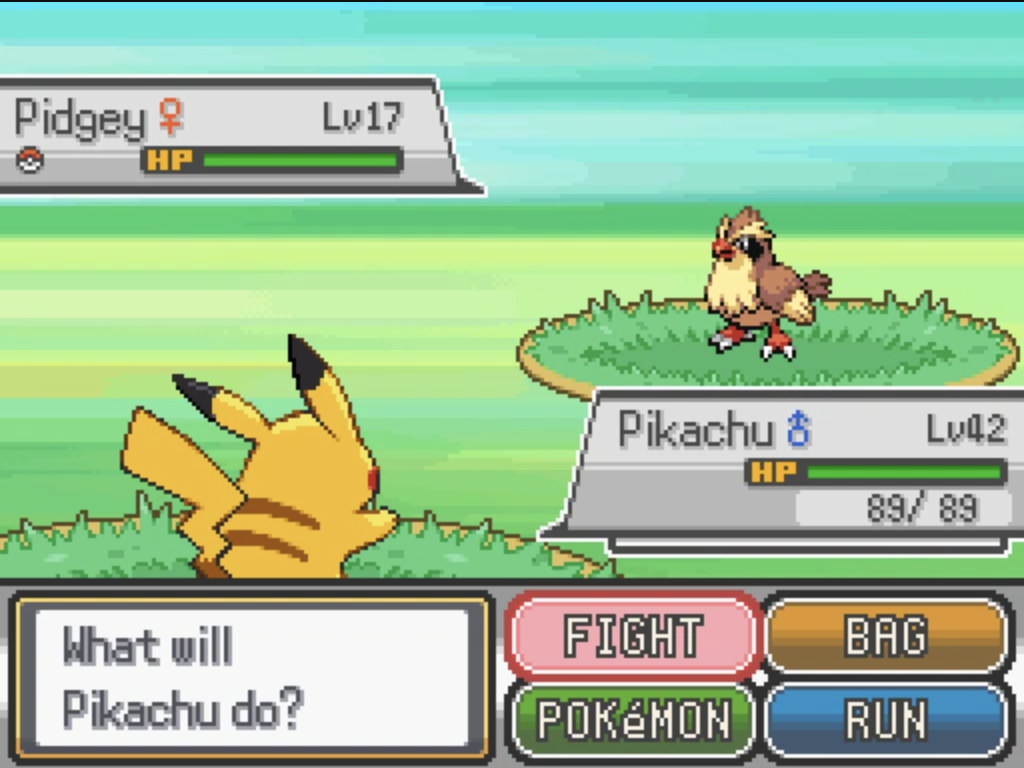 Pidgey♀ Lv17
HP
Pikachu♂ Lv42
HP
89/ 89
What will
Pikachu do?
FIGHT
BAG
POKéMON
RUN